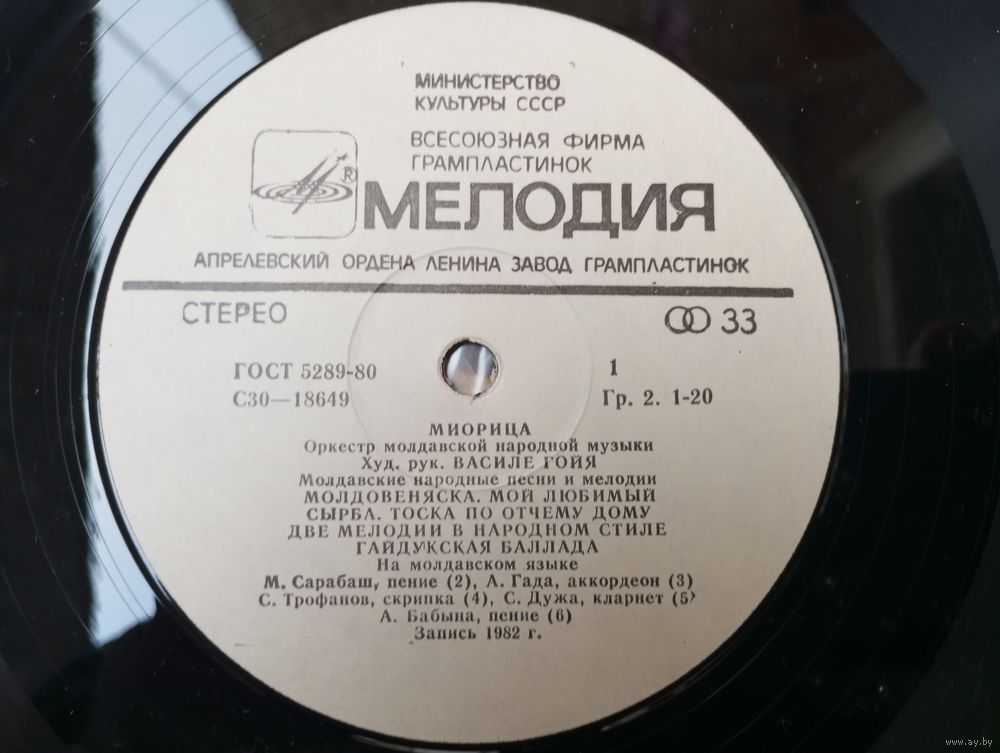 МИНИСТЕРСТВО
КУЛЬТУРЫ СССР
ВСЕСОЮЗНАЯ ФИРМА
ГРАМПЛАСТИНОК
® МЕЛОДИЯ
АПРЕЛЕВСКИЙ ОРДЕНА ЛЕНИНА ЗАВОД ГРАМПЛАСТИНОК
СТЕРЕО 33
ГОСТ 5289-80 1
С30—18649 Гр. 2. 1-20
МИОРИЦА
Оркестр молдавской народной музыки
Худ. рук. ВАСИЛЕ ГОЙЯ
Молдавские народные песни и мелодии
МОЛДОВЕНЯСКА. МОЙ ЛЮБИМЫЙ
СЫРБА. ТОСКА ПО ОТЧЕМУ ДОМУ
ДВЕ МЕЛОДИИ В НАРОДНОМ СТИЛЕ
ГАЙДУКСКАЯ БАЛЛАДА
На молдавском языке
М. Сарабаш, пение (2), А. Гада, аккордеон (3)
С. Трофанов, скрипка (4), С. Дужа, кларнет (5)
А. Бабына, пение (6)
Запись 1982 г.
www.ay.by